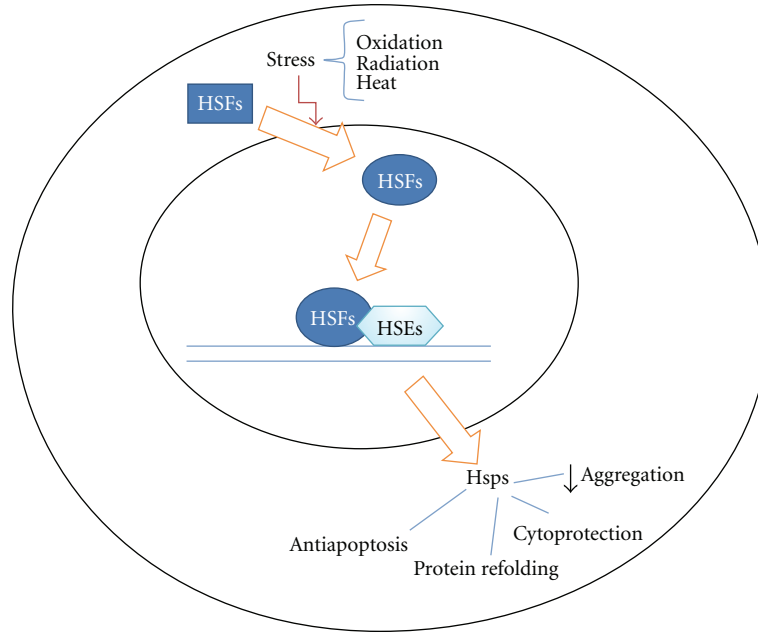 Stress
Oxidation
Radiation
Heat
HSFs
HSFs
HSFs
HSEs
Hsps
↓ Aggregation
Cytoprotection
Protein refolding
Antiapoptosis